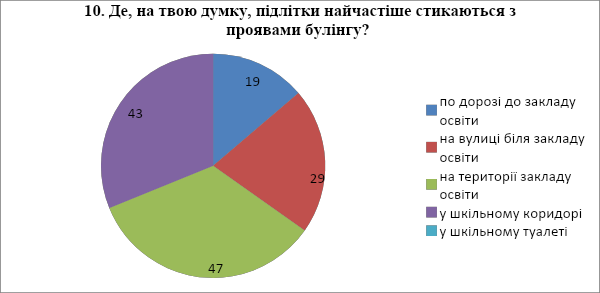 10. Де, на твою думку, підлітки найчастіше стикаються з
проявами булінгу?
19
29
47
43
по дорозі до закладу
освіти
на вулиці біля закладу
освіти
на території закладу
освіти
у шкільному коридорі
у шкільному туалеті